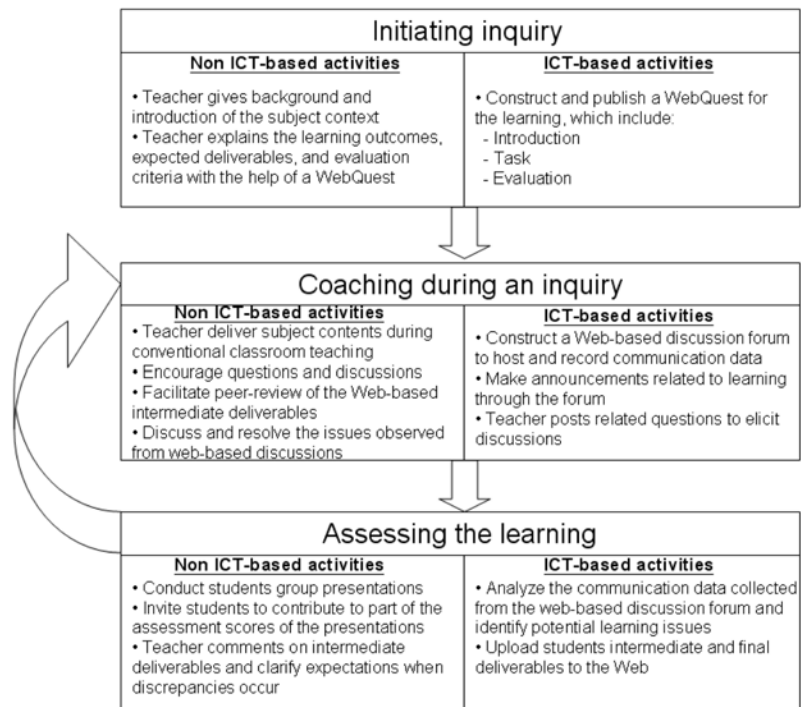 Initiating inquiry
Non ICT-based activities
• Teacher gives background and
introduction of the subject context
• Teacher explains the learning outcomes,
expected deliverables, and evaluation
criteria with the help of a WebQuest
ICT-based activities
• Construct and publish a WebQuest for
the learning, which include:
- Introduction
- Task
- Evaluation
Coaching during an inquiry
Non ICT-based activities
• Teacher deliver subject contents during
conventional classroom teaching
• Encourage questions and discussions
• Facilitate peer-review of the Web-based
intermediate deliverables
• Discuss and resolve the issues observed
from web-based discussions
ICT-based activities
• Construct a Web-based discussion forum
to host and record communication data
• Make announcements related to learning
through the forum
• Teacher posts related questions to elicit
discussions
Assessing the learning
Non ICT-based activities
• Conduct students group presentations
• Invite students to contribute to part of the
assessment scores of the presentations
• Teacher comments on intermediate
deliverables and clarify expectations when
discrepancies occur
ICT-based activities
• Analyze the communication data collected
from the web-based discussion forum and
identify potential learning issues
• Upload students intermediate and final
deliverables to the Web